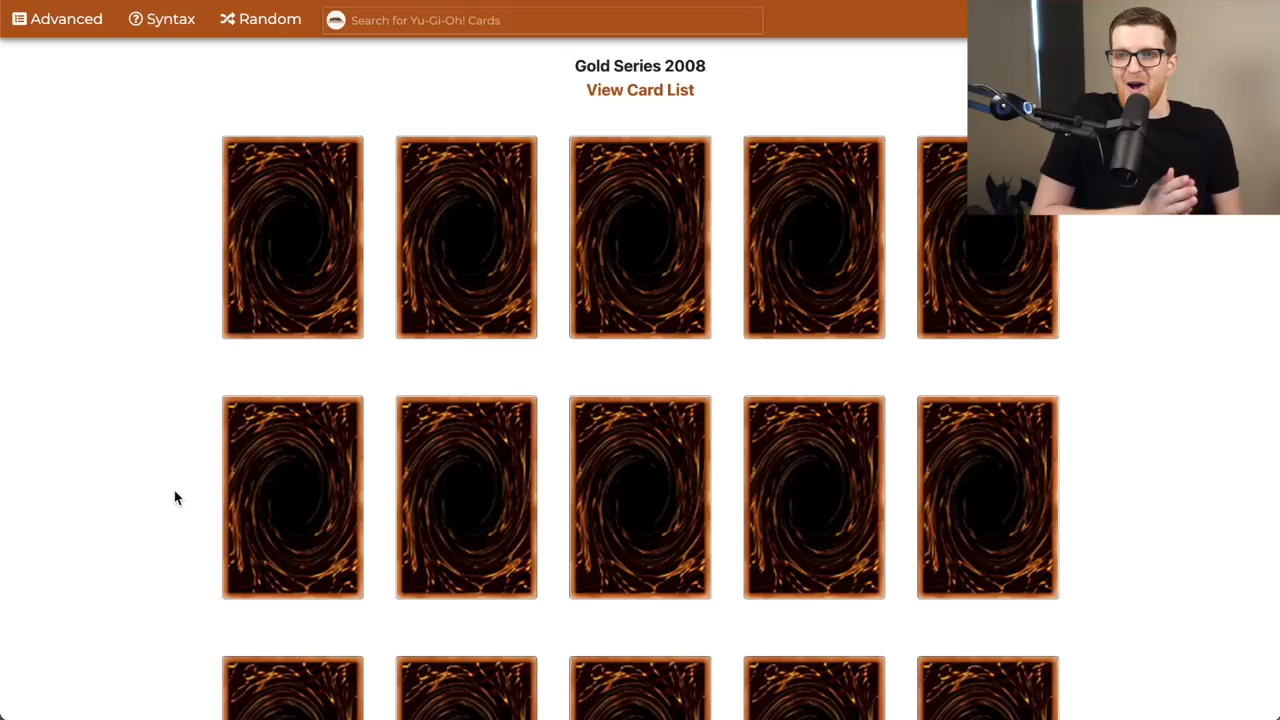 Advanced
Syntax
Random
Search for Yu-Gi-Oh! Cards
Gold Series 2008
View Card List